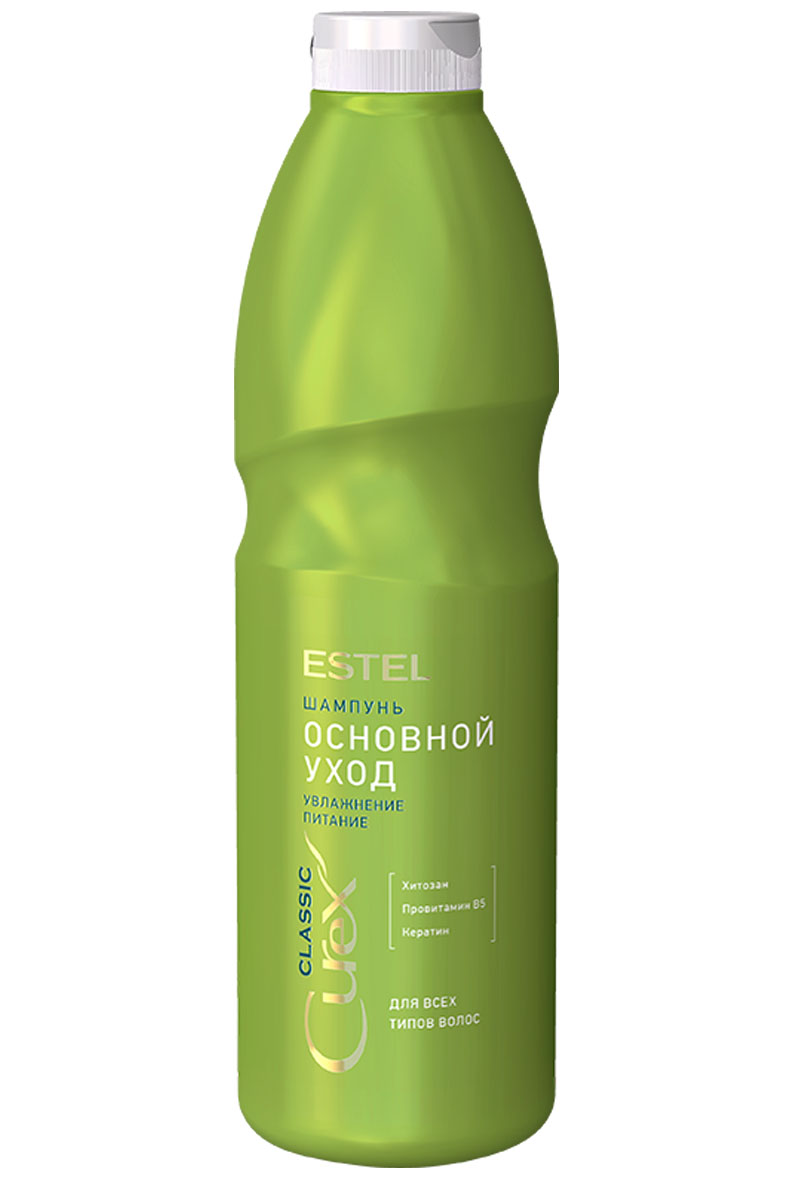 ESTEL
ШАМПУНЬ
ОСНОВНОЙ
УХОД
УВЛАЖНЕНИЕ
ПИТАНИЕ
CLASSIC
Curex
Хитозан
Провитамин B5
Кератин
ДЛЯ ВСЕХ
ТИПОВ ВОЛОС